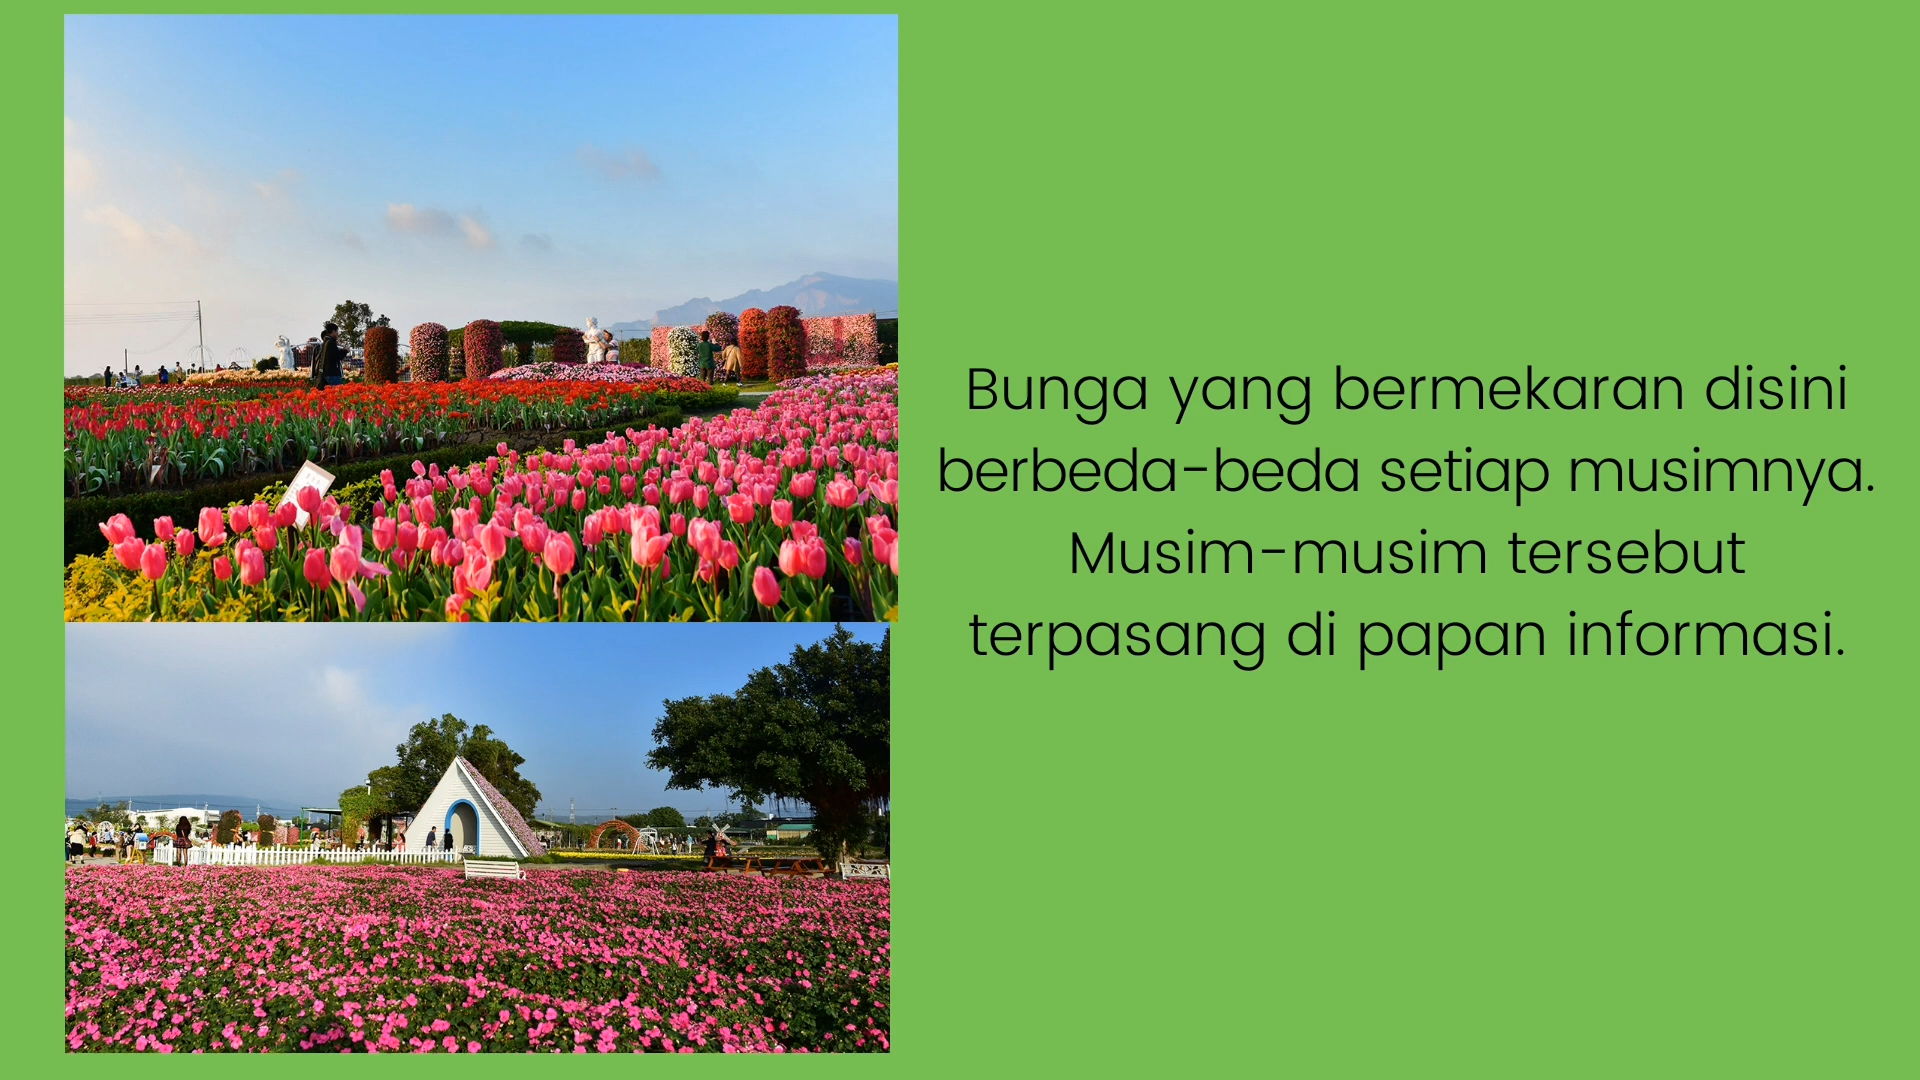 Bunga yang bermekaran disini
berbeda-beda setiap musimnya.
Musim-musim tersebut
terpasang di papan informasi.